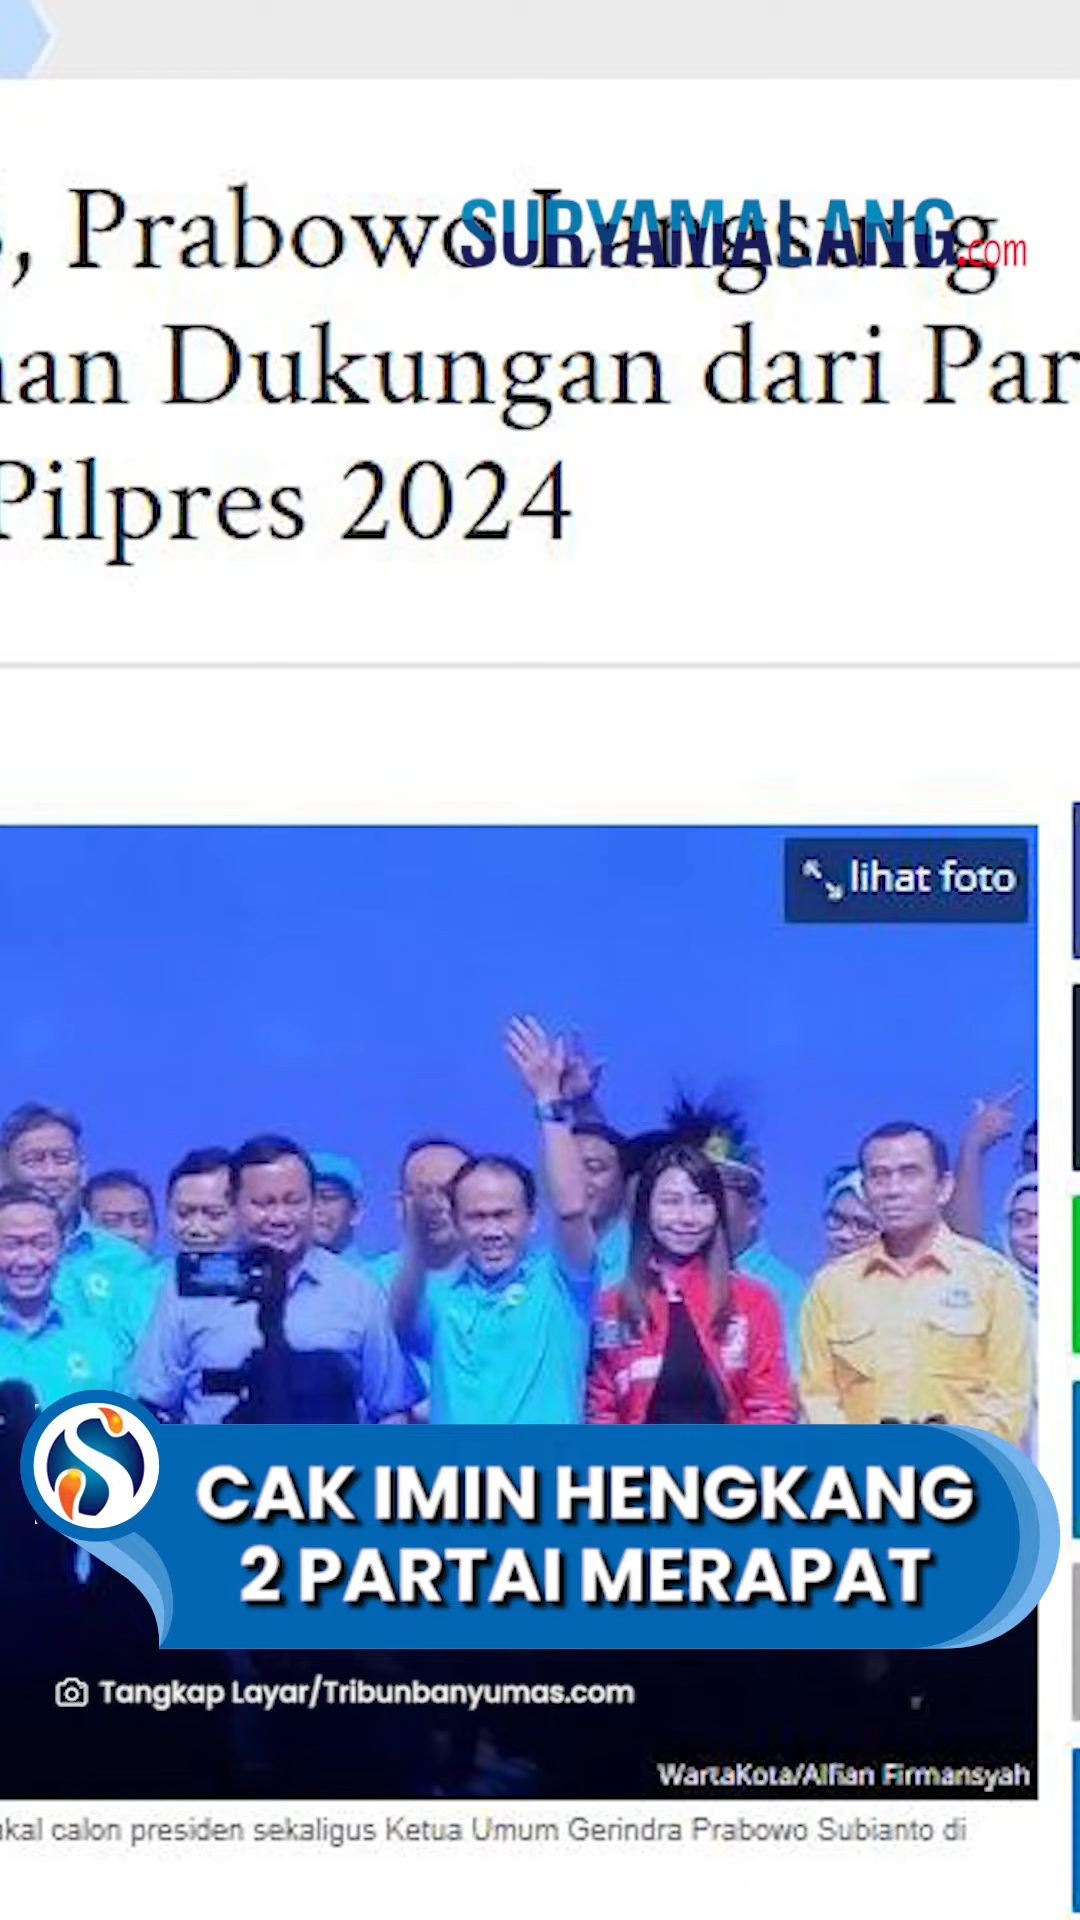 , Prabowo Langsung
SURYAMALANG.com
an Dukungan dari Par
Pilpres 2024
lihat foto
CAK IMIN HENGKANG
2 PARTAI MERAPAT
Tangkap Layar/Tribunbanyumas.com
WartaKota/Alfian Firmansyah
kal calon presiden sekaligus Ketua Umum Gerindra Prabowo Subianto di